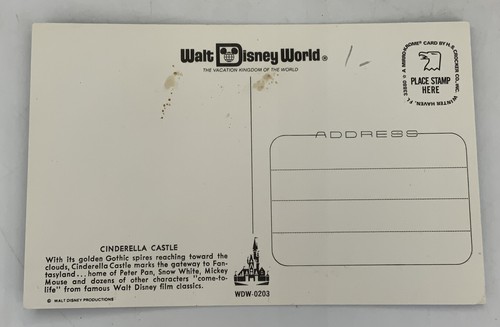 Walt Disney World®
THE VACATION KINGDOM OF THE WORLD
1-
33880 = A MIRRO-KROME® CARD BY H.S. CROCKER CO., INC. WINTER HAVEN, FL
PLACE STAMP
HERE
ADDRESS
CINDERELLA CASTLE
With its golden Gothic spires reaching toward the
clouds, Cinderella Castle marks the gateway to Fan-
tasyland... home of Peter Pan, Snow White, Mickey
Mouse and dozens of other characters "come-to-
life" from famous Walt Disney film classics.
© WALT DISNEY PRODUCTIONS
WDW-0203